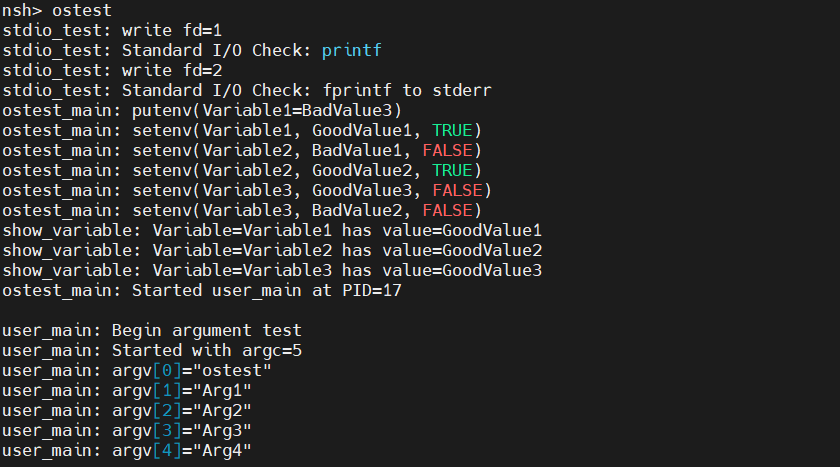 nsh> ostest
stdio_test: write fd=1
stdio_test: Standard I/O Check: printf
stdio_test: write fd=2
stdio_test: Standard I/O Check: fprintf to stderr
ostest_main: putenv(Variable1=BadValue3)
ostest_main: setenv(Variable1, GoodValue1, TRUE)
ostest_main: setenv(Variable2, BadValue1, FALSE)
ostest_main: setenv(Variable2, GoodValue2, TRUE)
ostest_main: setenv(Variable3, GoodValue3, FALSE)
ostest_main: setenv(Variable3, BadValue2, FALSE)
show_variable: Variable=Variable1 has value=GoodValue1
show_variable: Variable=Variable2 has value=GoodValue2
show_variable: Variable=Variable3 has value=GoodValue3
ostest_main: Started user_main at PID=17

user_main: Begin argument test
user_main: Started with argc=5
user_main: argv[0]="ostest"
user_main: argv[1]="Arg1"
user_main: argv[2]="Arg2"
user_main: argv[3]="Arg3"
user_main: argv[4]="Arg4"